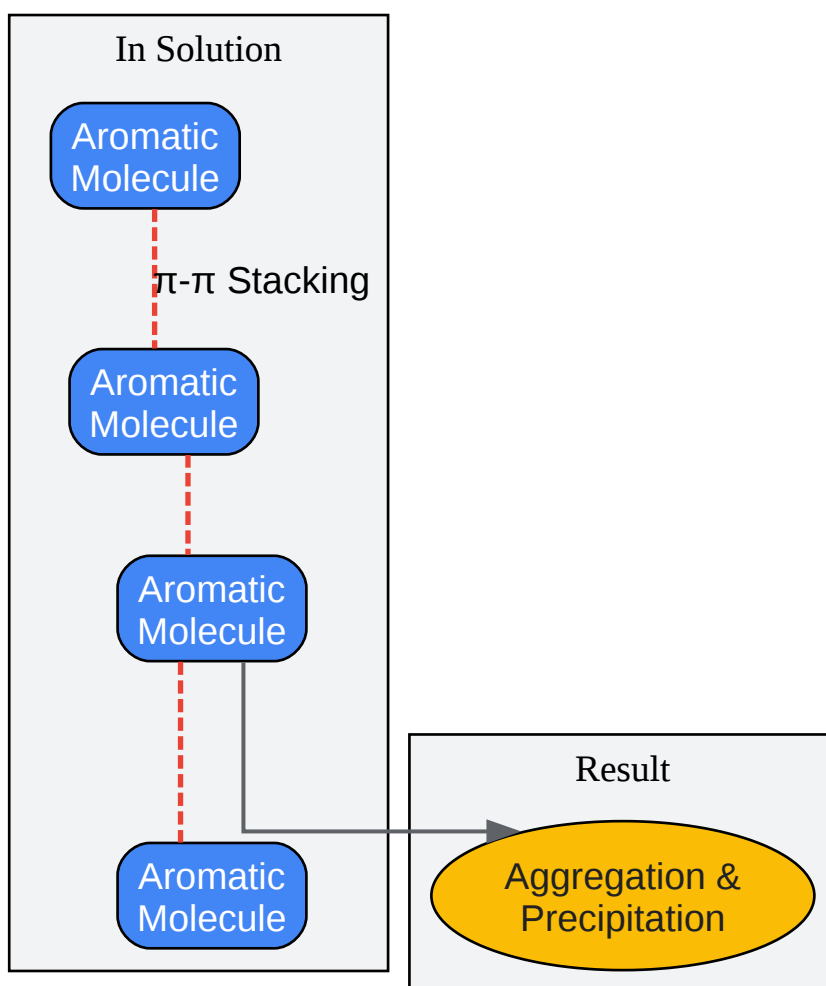 In Solution
Aromatic
Molecule
π-π Stacking
Aromatic
Molecule
Aromatic
Molecule
Aromatic
Molecule
Result
Aggregation &
Precipitation